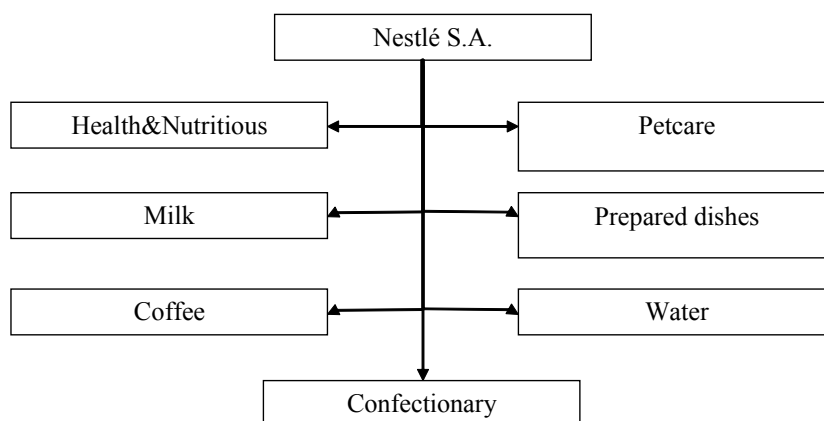 Nestlé S.A.
Health&Nutritious
Petcare
Milk
Prepared dishes
Coffee
Water
Confectionary